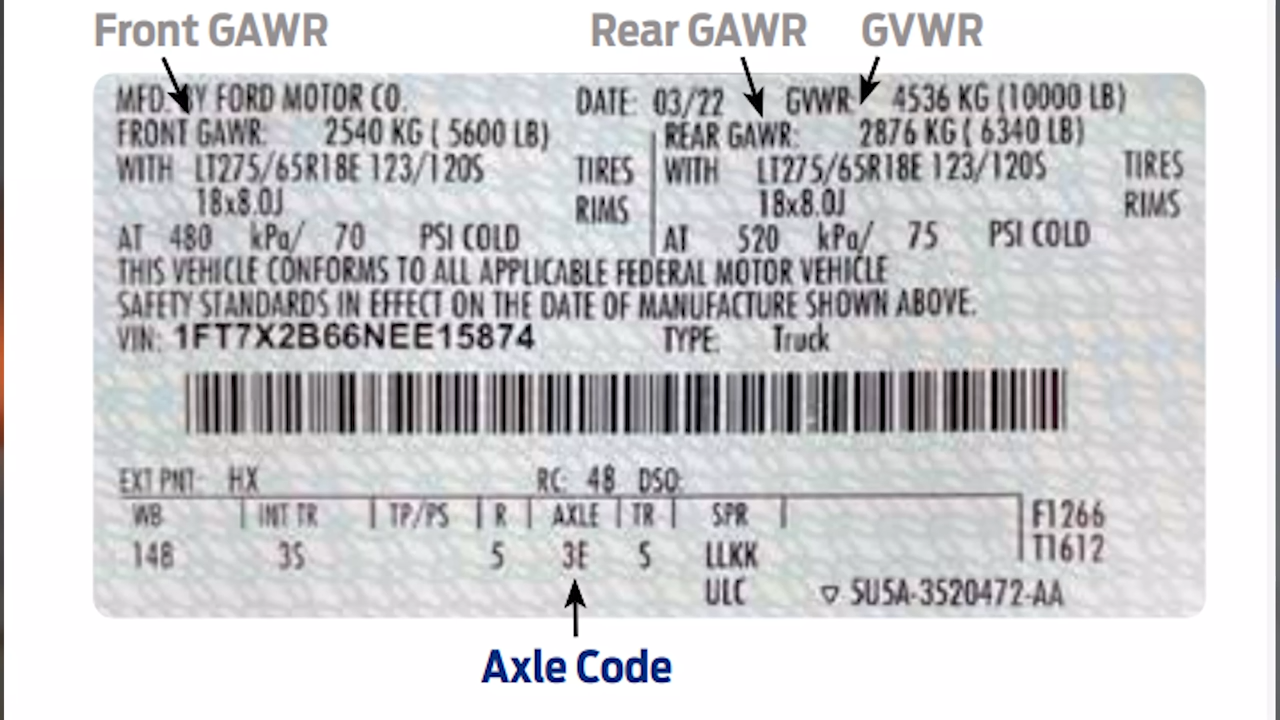 Front GAWR Rear GAWR GVWR
MFD. BY FORD MOTOR CO. DATE: 03/22 GVWR: 4536 KG (10000 LB)
FRONT GAWR: 2540 KG ( 5600 LB) REAR GAWR: 2876 KG ( 6340 LB)
WITH LT275/65R18E 123/120S TIRES WITH LT275/65R18E 123/120S TIRES
18x8.0J RIMS 18x8.0J RIMS
AT 480 kPa/ 70 PSI COLD AT 520 kPa/ 75 PSI COLD
THIS VEHICLE CONFORMS TO ALL APPLICABLE FEDERAL MOTOR VEHICLE
SAFETY STANDARDS IN EFFECT ON THE DATE OF MANUFACTURE SHOWN ABOVE.
VIN: 1FT7X2B66NEE15874 TYPE: Truck
EXT PNT: HX RC: 48 DSO:
WB INT TR TP/PS R AXLE TR SPR F1266
148 3S 5 3E S LLKK T1612
ULC ▽ 5U5A-3520472-AA
Axle Code